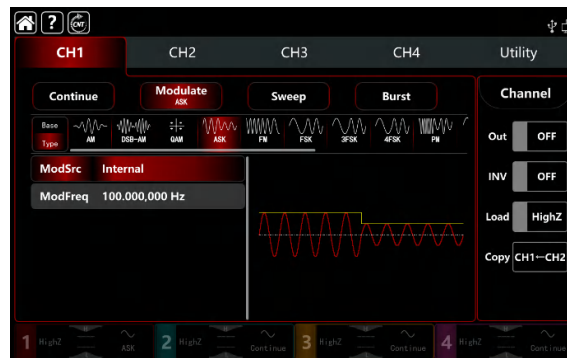 ? CNT
CH1 CH2 CH3 CH4 Utility
Continue Modulate Sweep Burst Channel
ASK
Base
Type AM DSB-AM QAM ASK FM FSK 3FSK 4FSK PM
Out OFF
ModSrc Internal
INV OFF
ModFreq 100.000,000 Hz
Load HighZ
Copy CH1←CH2
1 HighZ ASK 2 HighZ Continue 3 HighZ Continue 4 HighZ